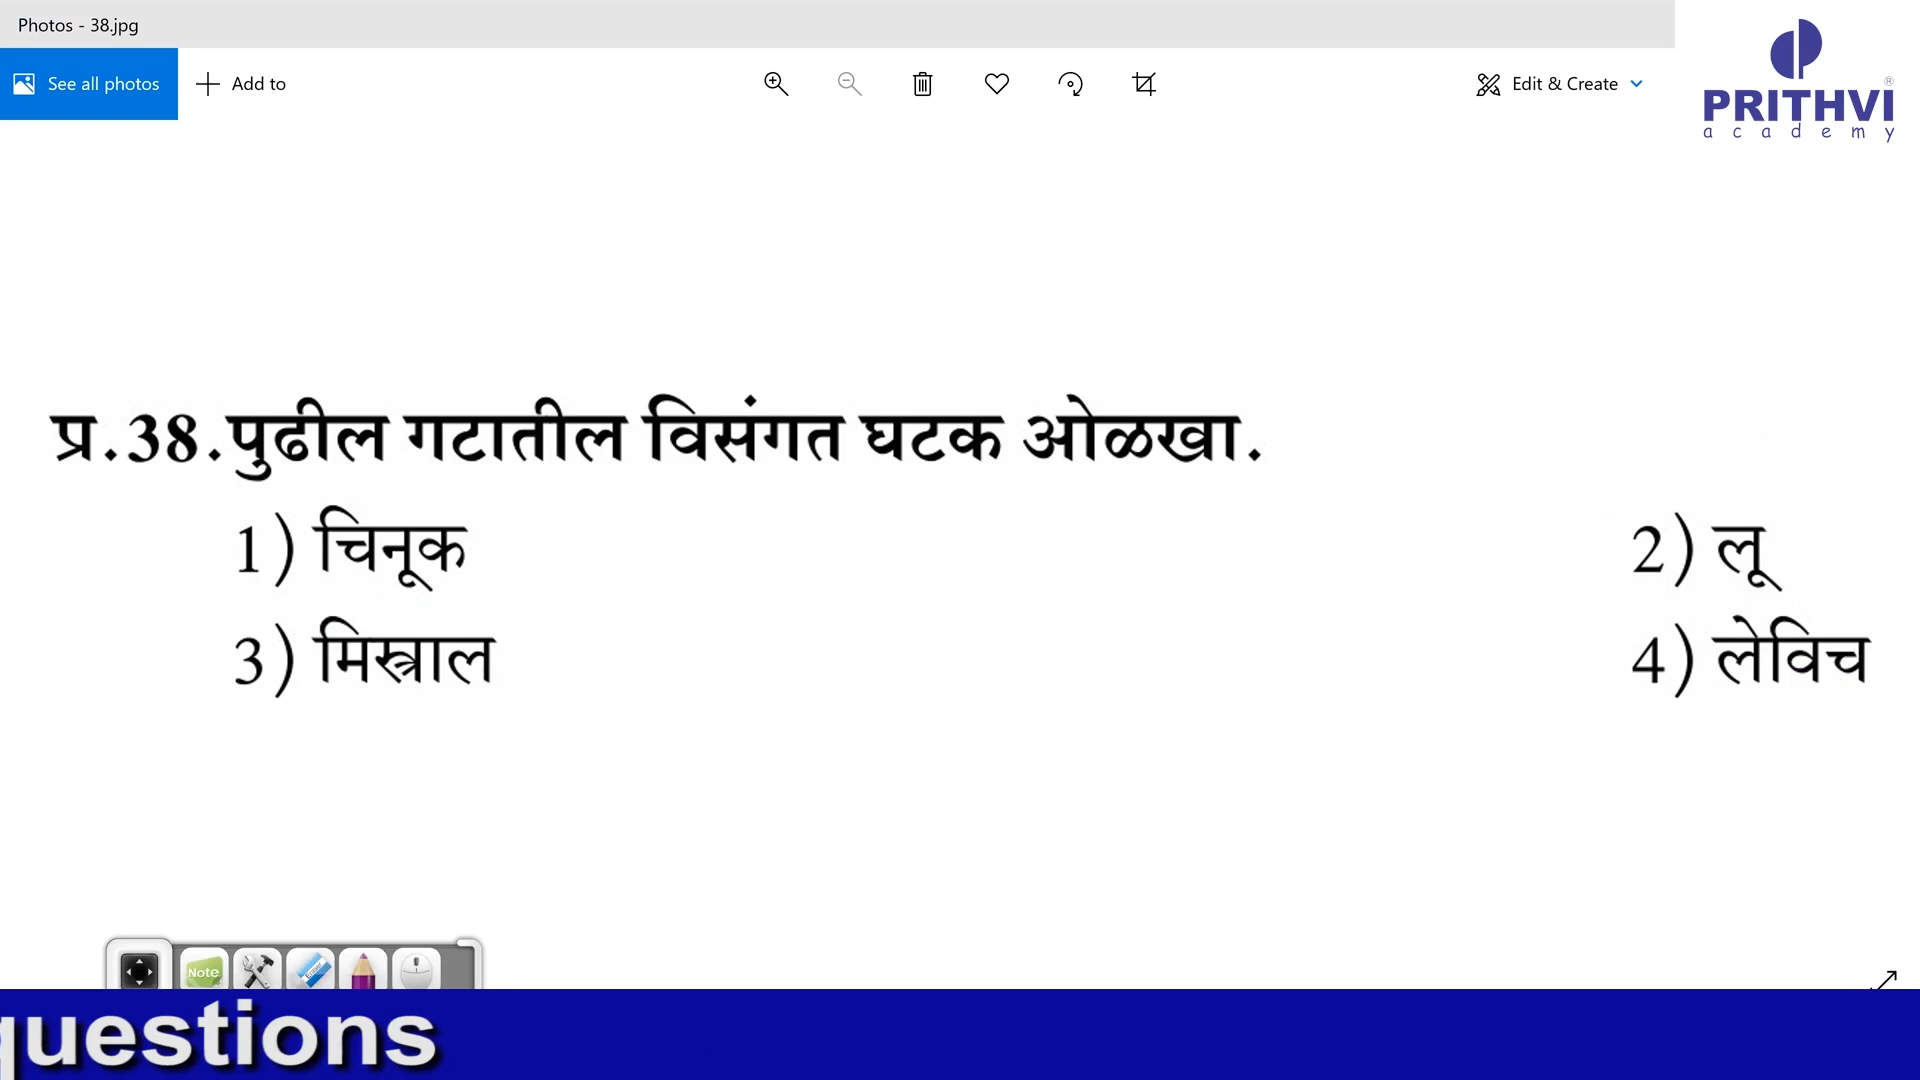 Photos - 38.jpg
See all photos
Add to
Edit & Create
PRITHVI
academy
प्र.38.पुढील गटातील विसंगत घटक ओळखा.
1) चिनूक
2) लू
3) मिस्त्राल
4) लेविच
Note
questions